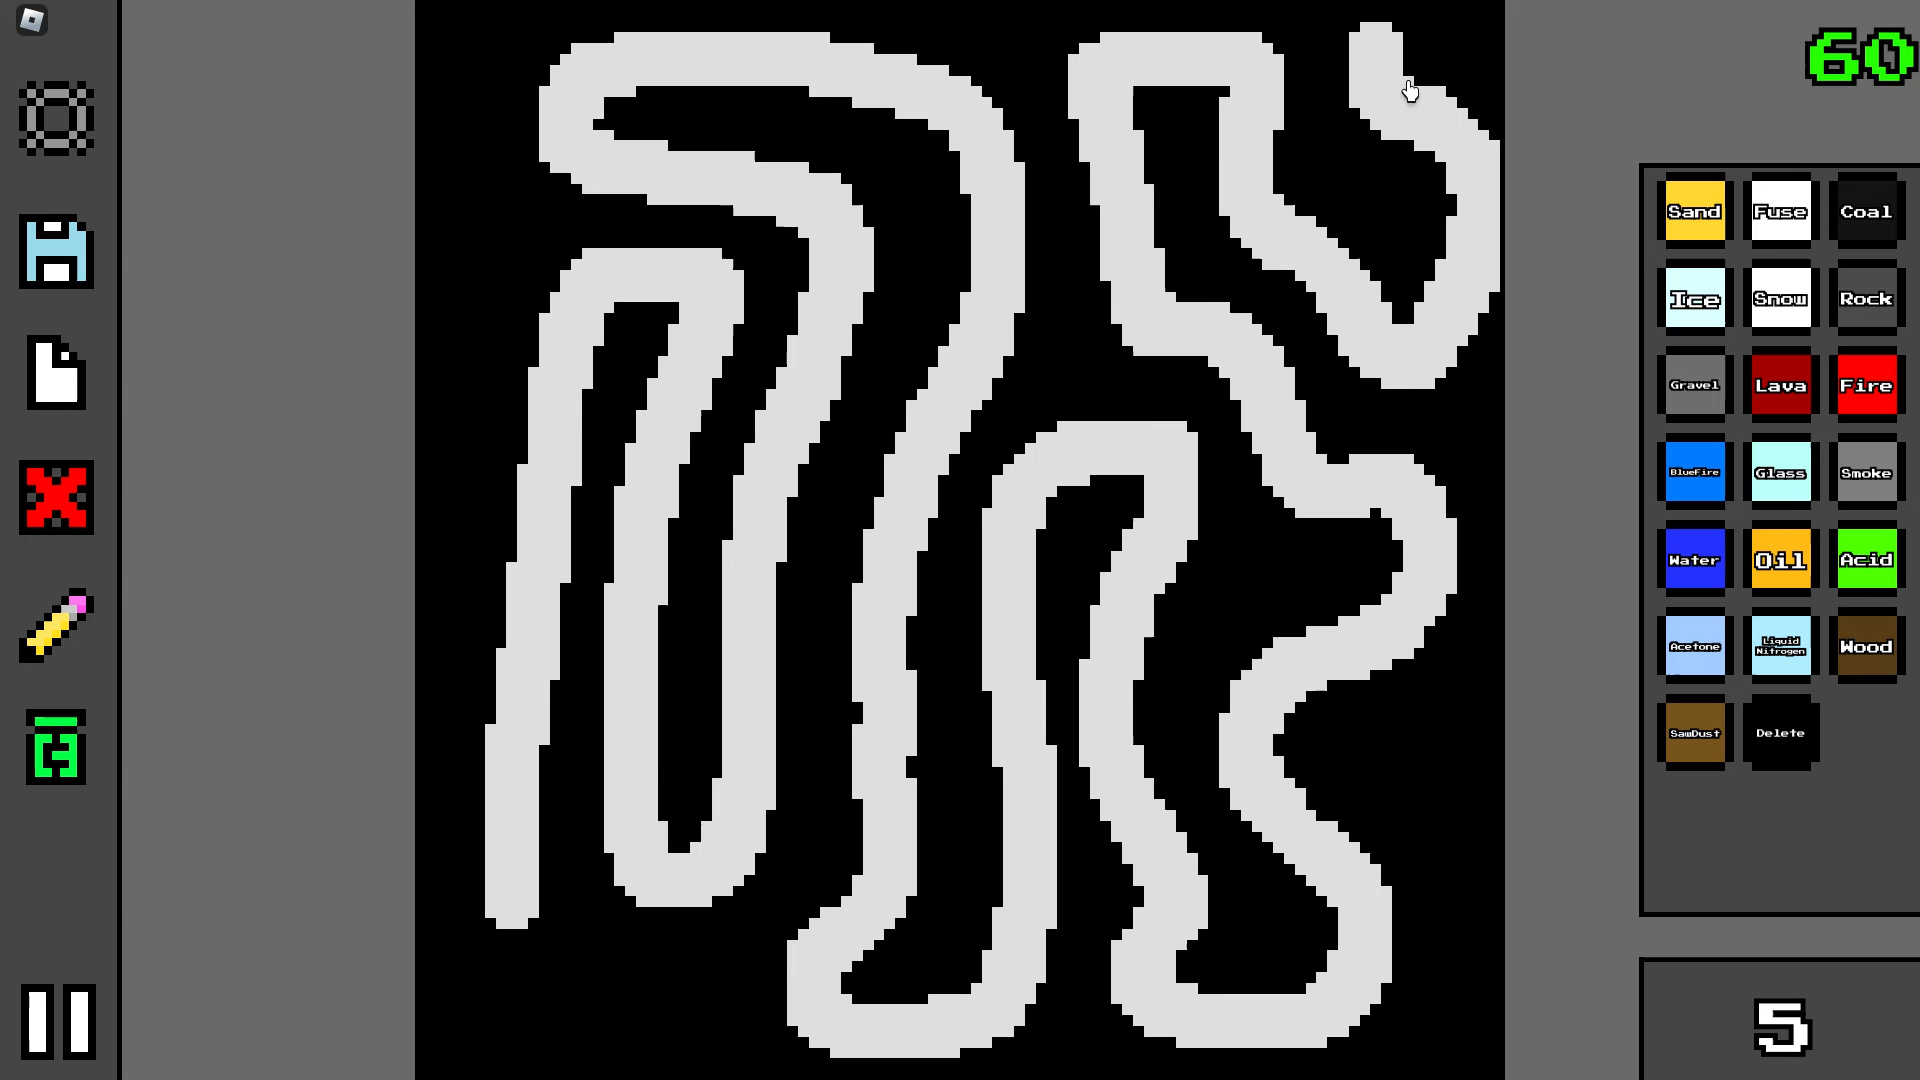 60
Sand Fuse Coal
Ice Snow Rock
Gravel Lava Fire
BlueFire Glass Smoke
Water Oil Acid
Acetone Liquid Nitrogen Wood
SawDust Delete
5